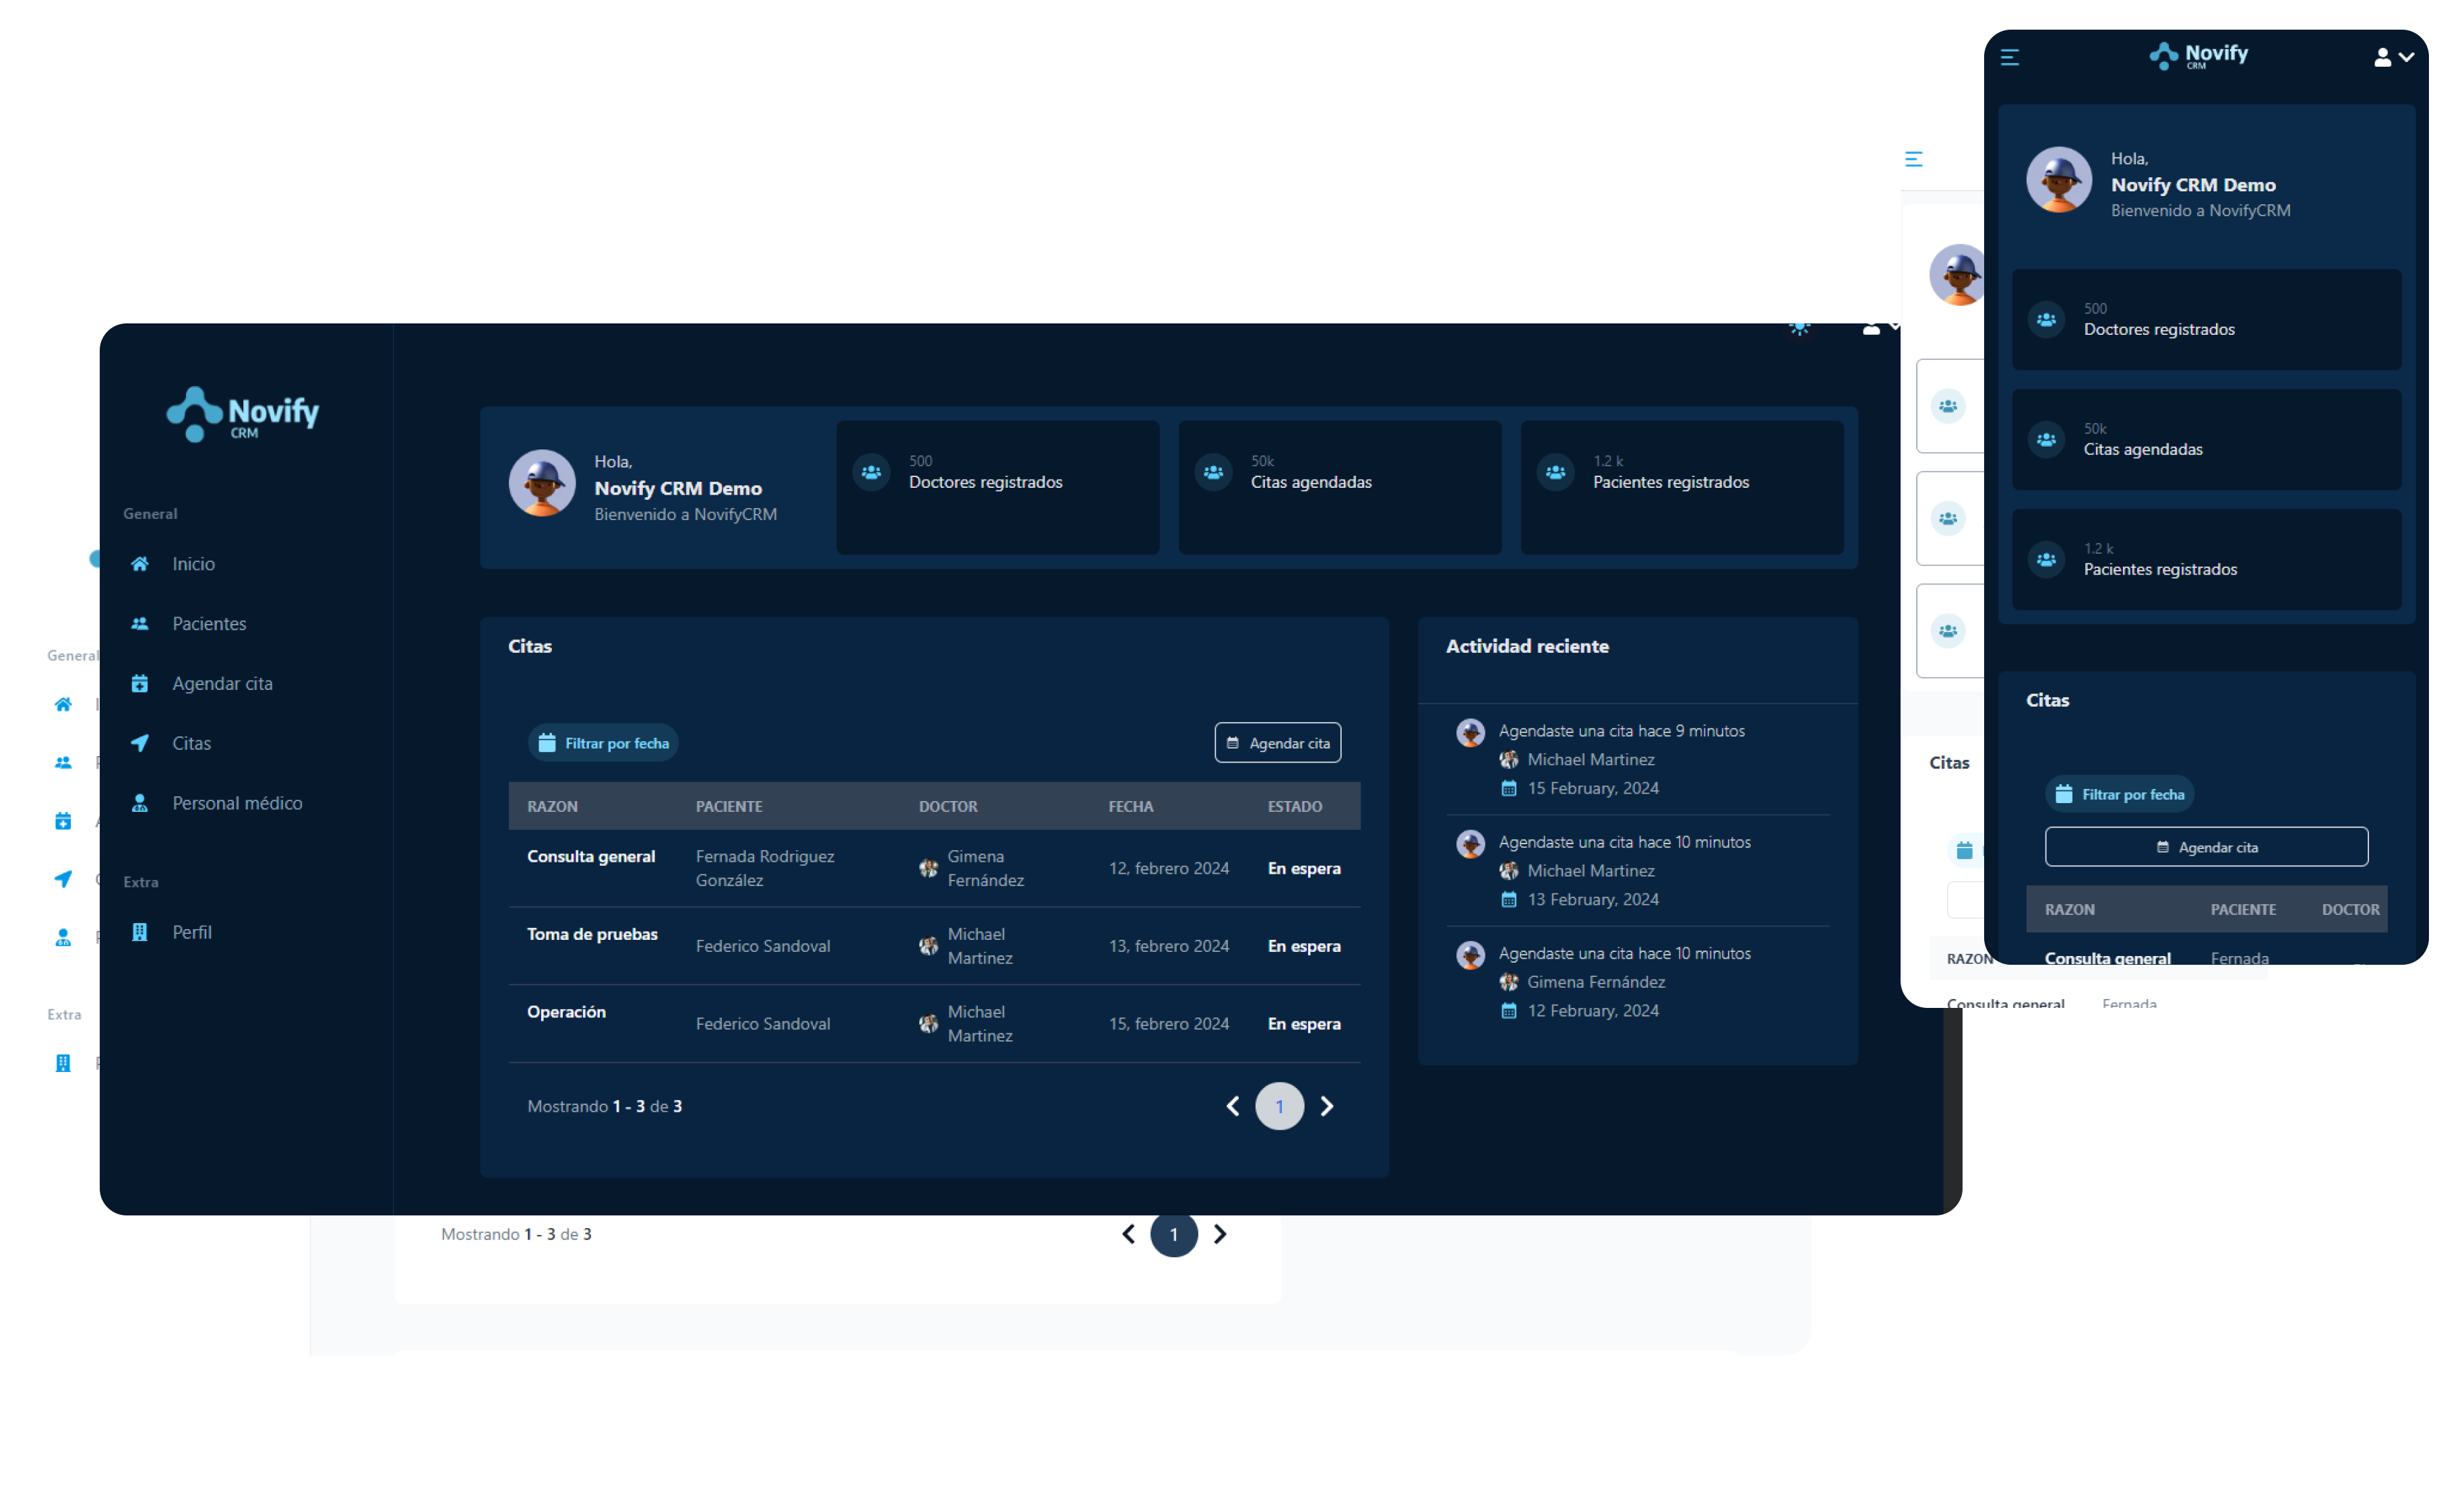 Novify
CRM
General
Inicio
Pacientes
Agendar cita
Citas
Personal médico
Extra
Perfil
Hola,
Novify CRM Demo
Bienvenido a NovifyCRM
500
Doctores registrados
50k
Citas agendadas
1.2 k
Pacientes registrados
Citas
Filtrar por fecha
Agendar cita
RAZON PACIENTE DOCTOR FECHA ESTADO
Consulta general Fernada Rodriguez González Gimena Fernández 12, febrero 2024 En espera
Toma de pruebas Federico Sandoval Michael Martinez 13, febrero 2024 En espera
Operación Federico Sandoval Michael Martinez 15, febrero 2024 En espera
Mostrando 1 - 3 de 3
1
Actividad reciente
Agendaste una cita hace 9 minutos
Michael Martinez
15 February, 2024
Agendaste una cita hace 10 minutos
Michael Martinez
13 February, 2024
Agendaste una cita hace 10 minutos
Gimena Fernández
12 February, 2024
General
Extra
Mostrando 1 - 3 de 3
1
Novify
CRM
Hola,
Novify CRM Demo
Bienvenido a NovifyCRM
500
Doctores registrados
50k
Citas agendadas
1.2 k
Pacientes registrados
Citas
Filtrar por fecha
Agendar cita
RAZON PACIENTE DOCTOR
Consulta general Fernada
Citas
RAZON
Consulta general Fernada